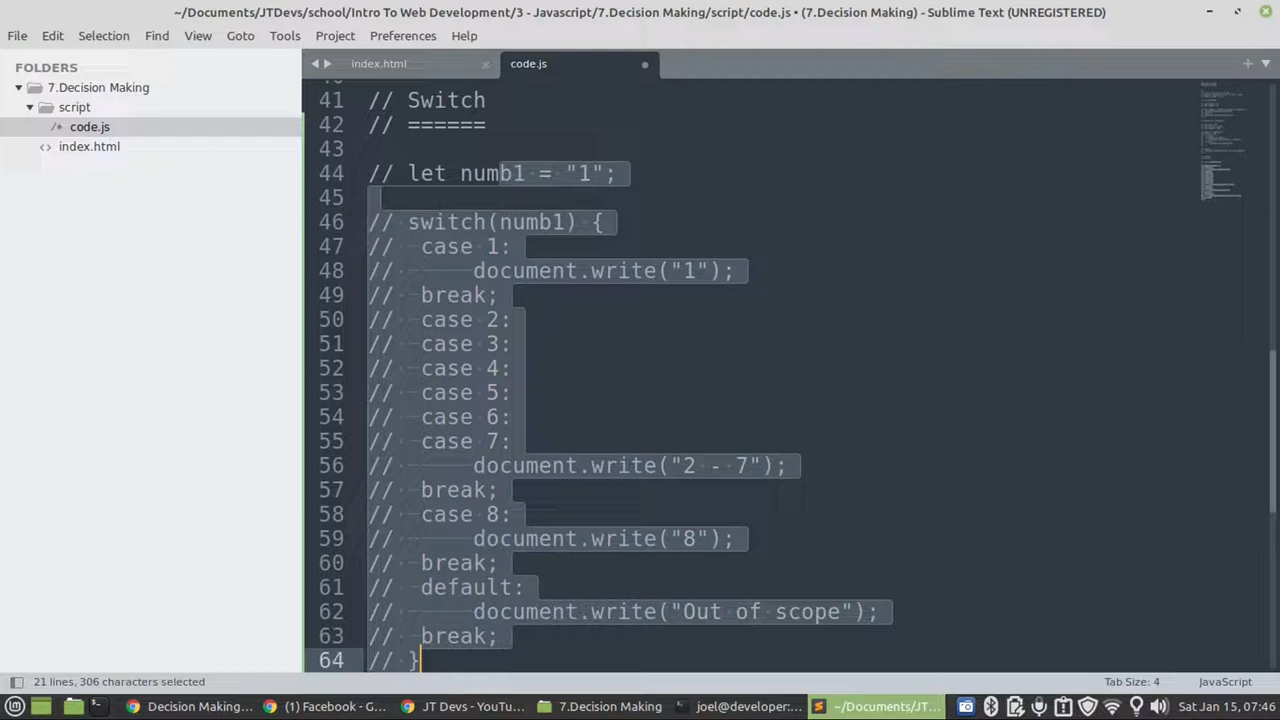 ~/Documents/JTDevs/school/Intro To Web Development/3 - Javascript/7.Decision Making/script/code.js • (7.Decision Making) - Sublime Text (UNREGISTERED)
File Edit Selection Find View Goto Tools Project Preferences Help
FOLDERS
7.Decision Making
script
/* code.js
<> index.html
index.html code.js
41 // Switch
42 // ======
43
44 // let numb1 = "1";
45
46 // switch(numb1) {
47 // case 1:
48 // document.write("1");
49 // break;
50 // case 2:
51 // case 3:
52 // case 4:
53 // case 5:
54 // case 6:
55 // case 7:
56 // document.write("2 - 7");
57 // break;
58 // case 8:
59 // document.write("8");
60 // break;
61 // default:
62 // document.write("Out of scope");
63 // break;
64 // }
21 lines, 306 characters selected Tab Size: 4 JavaScript
Decision Making... (1) Facebook - G... JT Devs - YouTu... 7.Decision Making joel@developer:... ~/Documents/JT... Sat Jan 15, 07:46